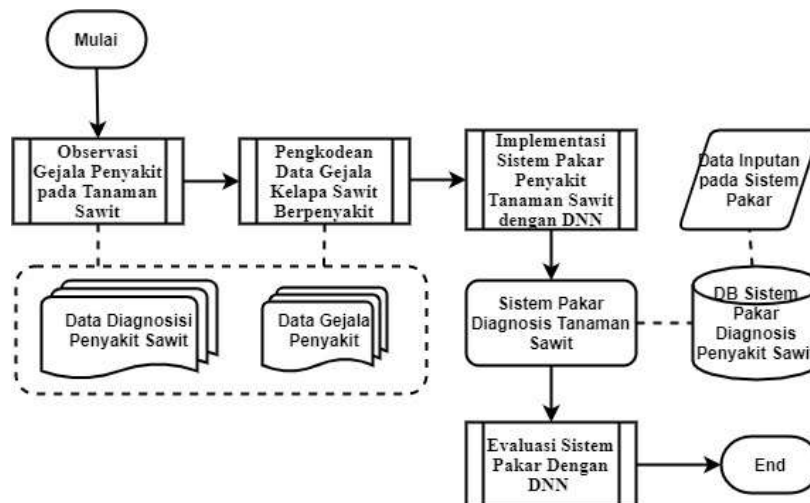 Mulai
Observasi
Gejala Penyakit
pada Tanaman
Sawit
Pengkodean
Data Gejala
Kelapa Sawit
Berpenyakit
Implementasi
Sistem Pakar
Penyakit
Tanaman Sawit
dengan DNN
Data Inputan
pada Sistem
Pakar
Data Diagnosisi
Penyakit Sawit
Data Gejala
Penyakit
Sistem Pakar
Diagnosis Tanaman
Sawit
DB Sistem
Pakar
Diagnosis
Penyakit Sawit
Evaluasi Sistem
Pakar Dengan
DNN
End